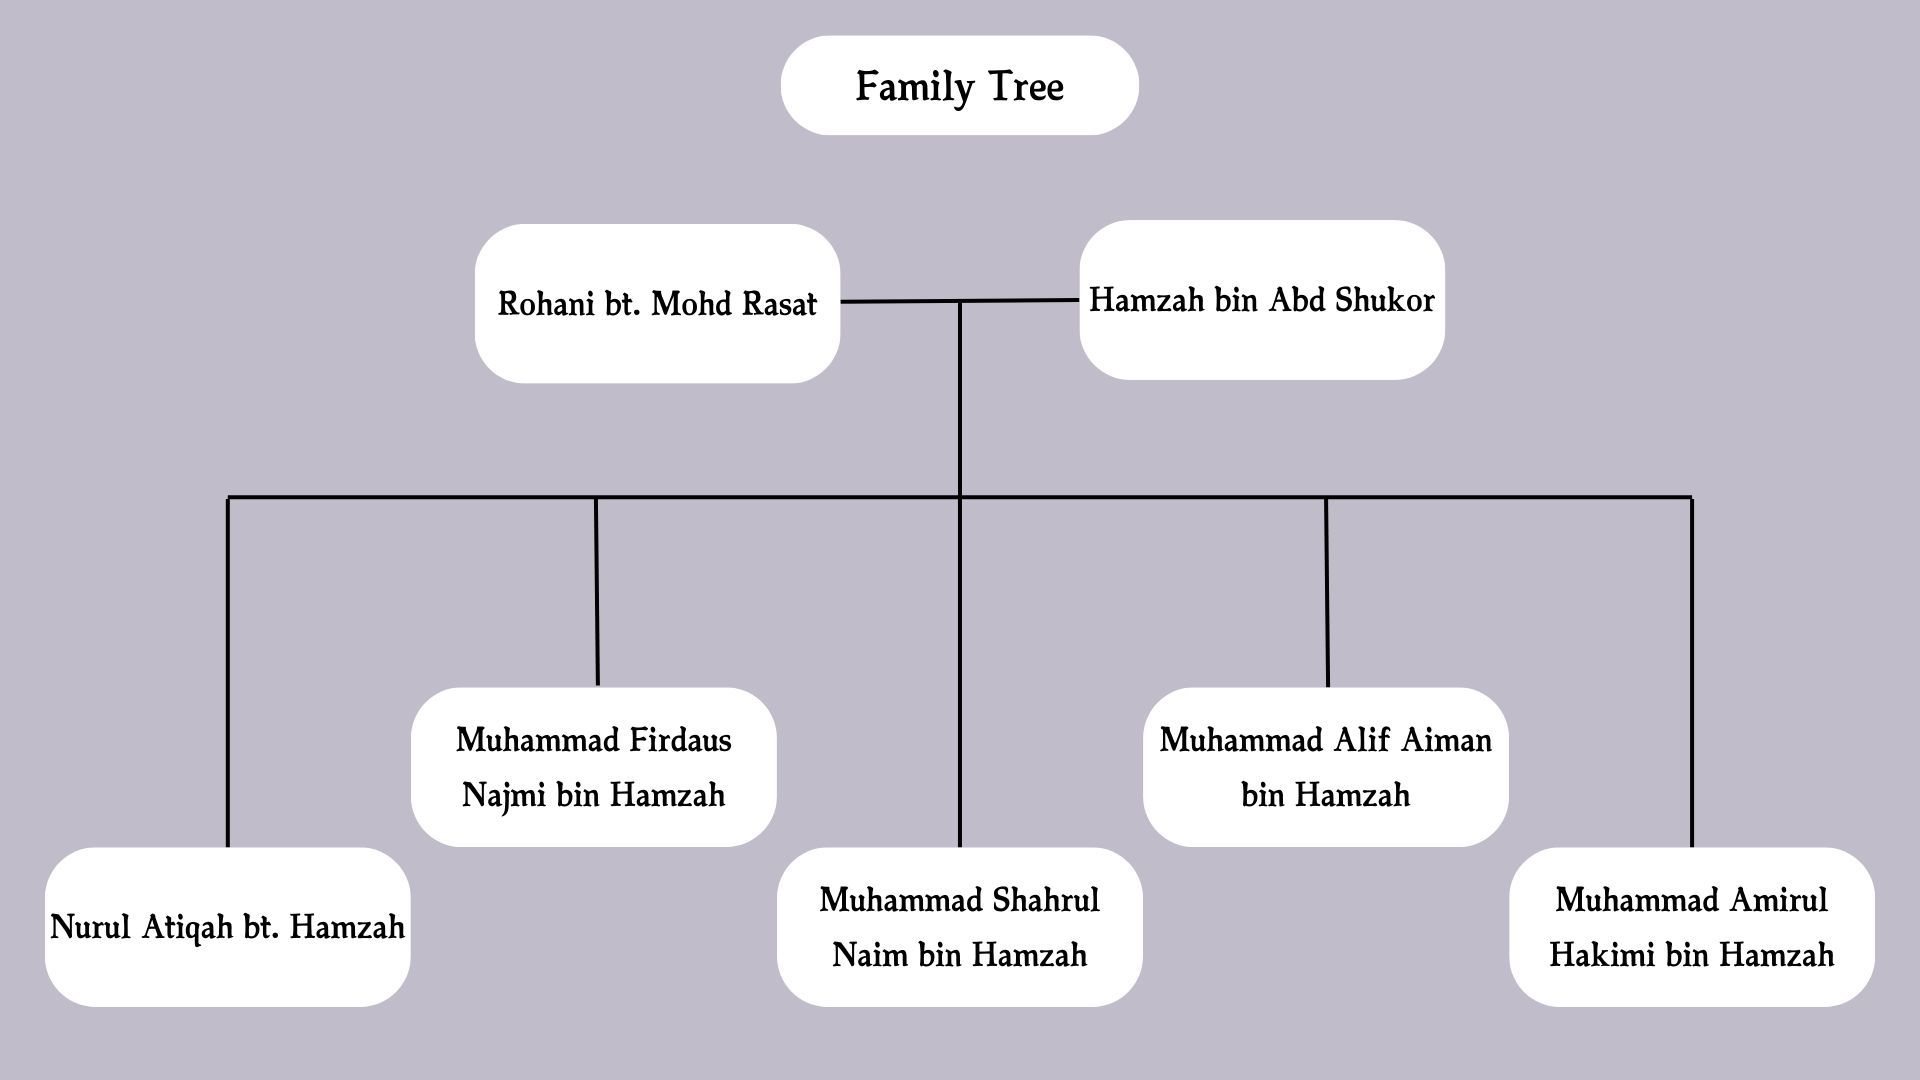 Family Tree
Rohani bt. Mohd Rasat
Hamzah bin Abd Shukor
Muhammad Firdaus
Najmi bin Hamzah
Muhammad Alif Aiman
bin Hamzah
Nurul Atiqah bt. Hamzah
Muhammad Shahrul
Naim bin Hamzah
Muhammad Amirul
Hakimi bin Hamzah